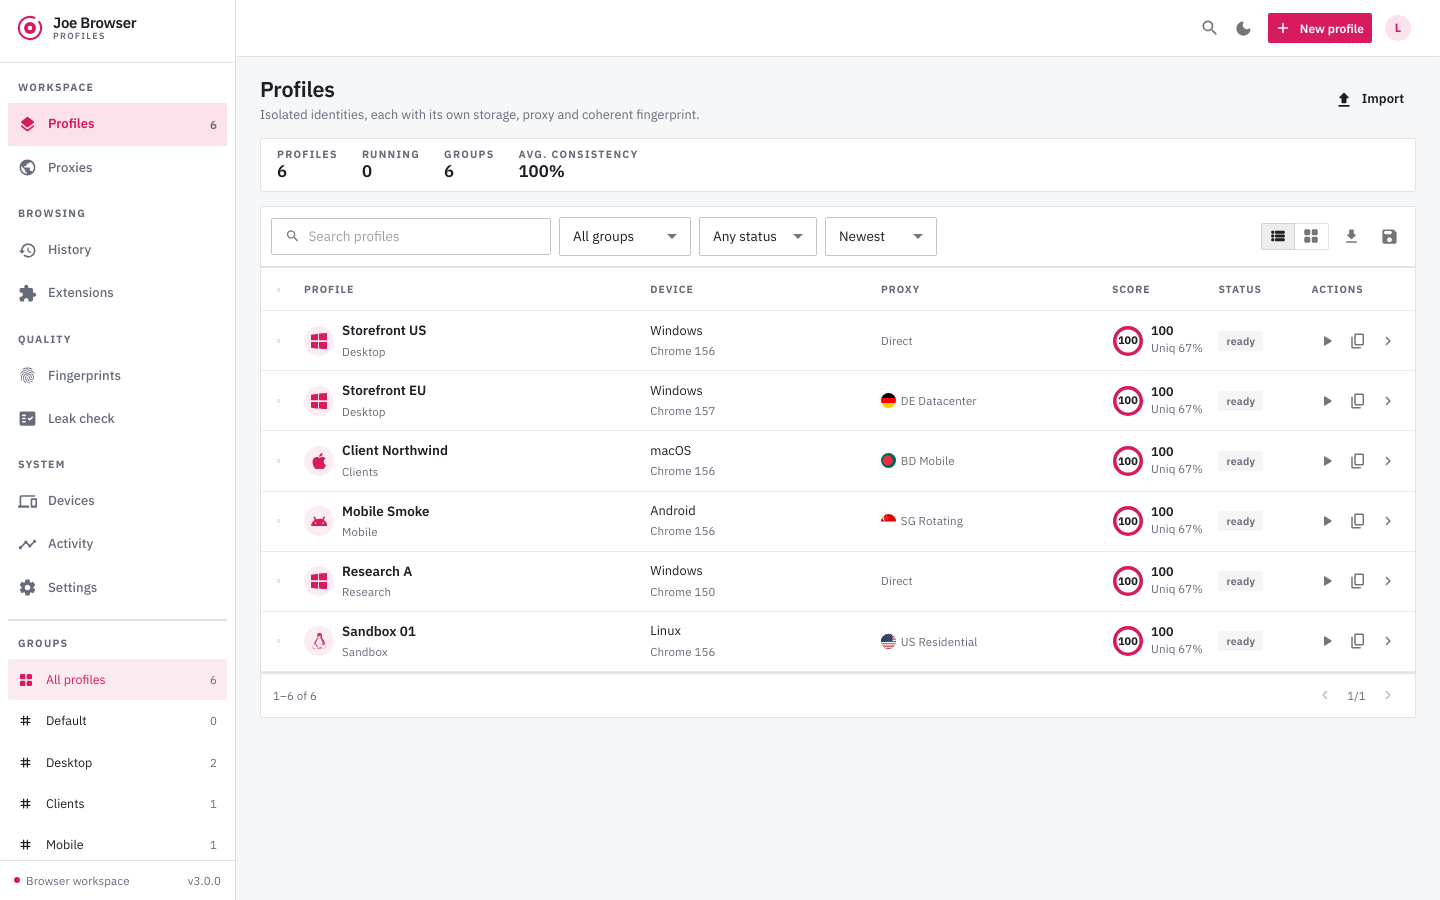 Joe Browser
PROFILES
New profile
L
WORKSPACE
Profiles 6
Proxies
BROWSING
History
Extensions
QUALITY
Fingerprints
Leak check
SYSTEM
Devices
Activity
Settings
GROUPS
All profiles 6
Default 0
Desktop 2
Clients 1
Mobile 1
Browser workspace v3.0.0
Profiles
Isolated identities, each with its own storage, proxy and coherent fingerprint.
Import
PROFILES RUNNING GROUPS AVG. CONSISTENCY
6 0 6 100%
Search profiles All groups Any status Newest
PROFILE DEVICE PROXY SCORE STATUS ACTIONS
Storefront US Windows 100
Desktop Chrome 156 Direct 100 Uniq 67% ready
Storefront EU Windows 100
Desktop Chrome 157 DE Datacenter 100 Uniq 67% ready
Client Northwind macOS 100
Clients Chrome 156 BD Mobile 100 Uniq 67% ready
Mobile Smoke Android 100
Mobile Chrome 156 SG Rotating 100 Uniq 67% ready
Research A Windows 100
Research Chrome 150 Direct 100 Uniq 67% ready
Sandbox 01 Linux 100
Sandbox Chrome 156 US Residential 100 Uniq 67% ready
1–6 of 6 1/1